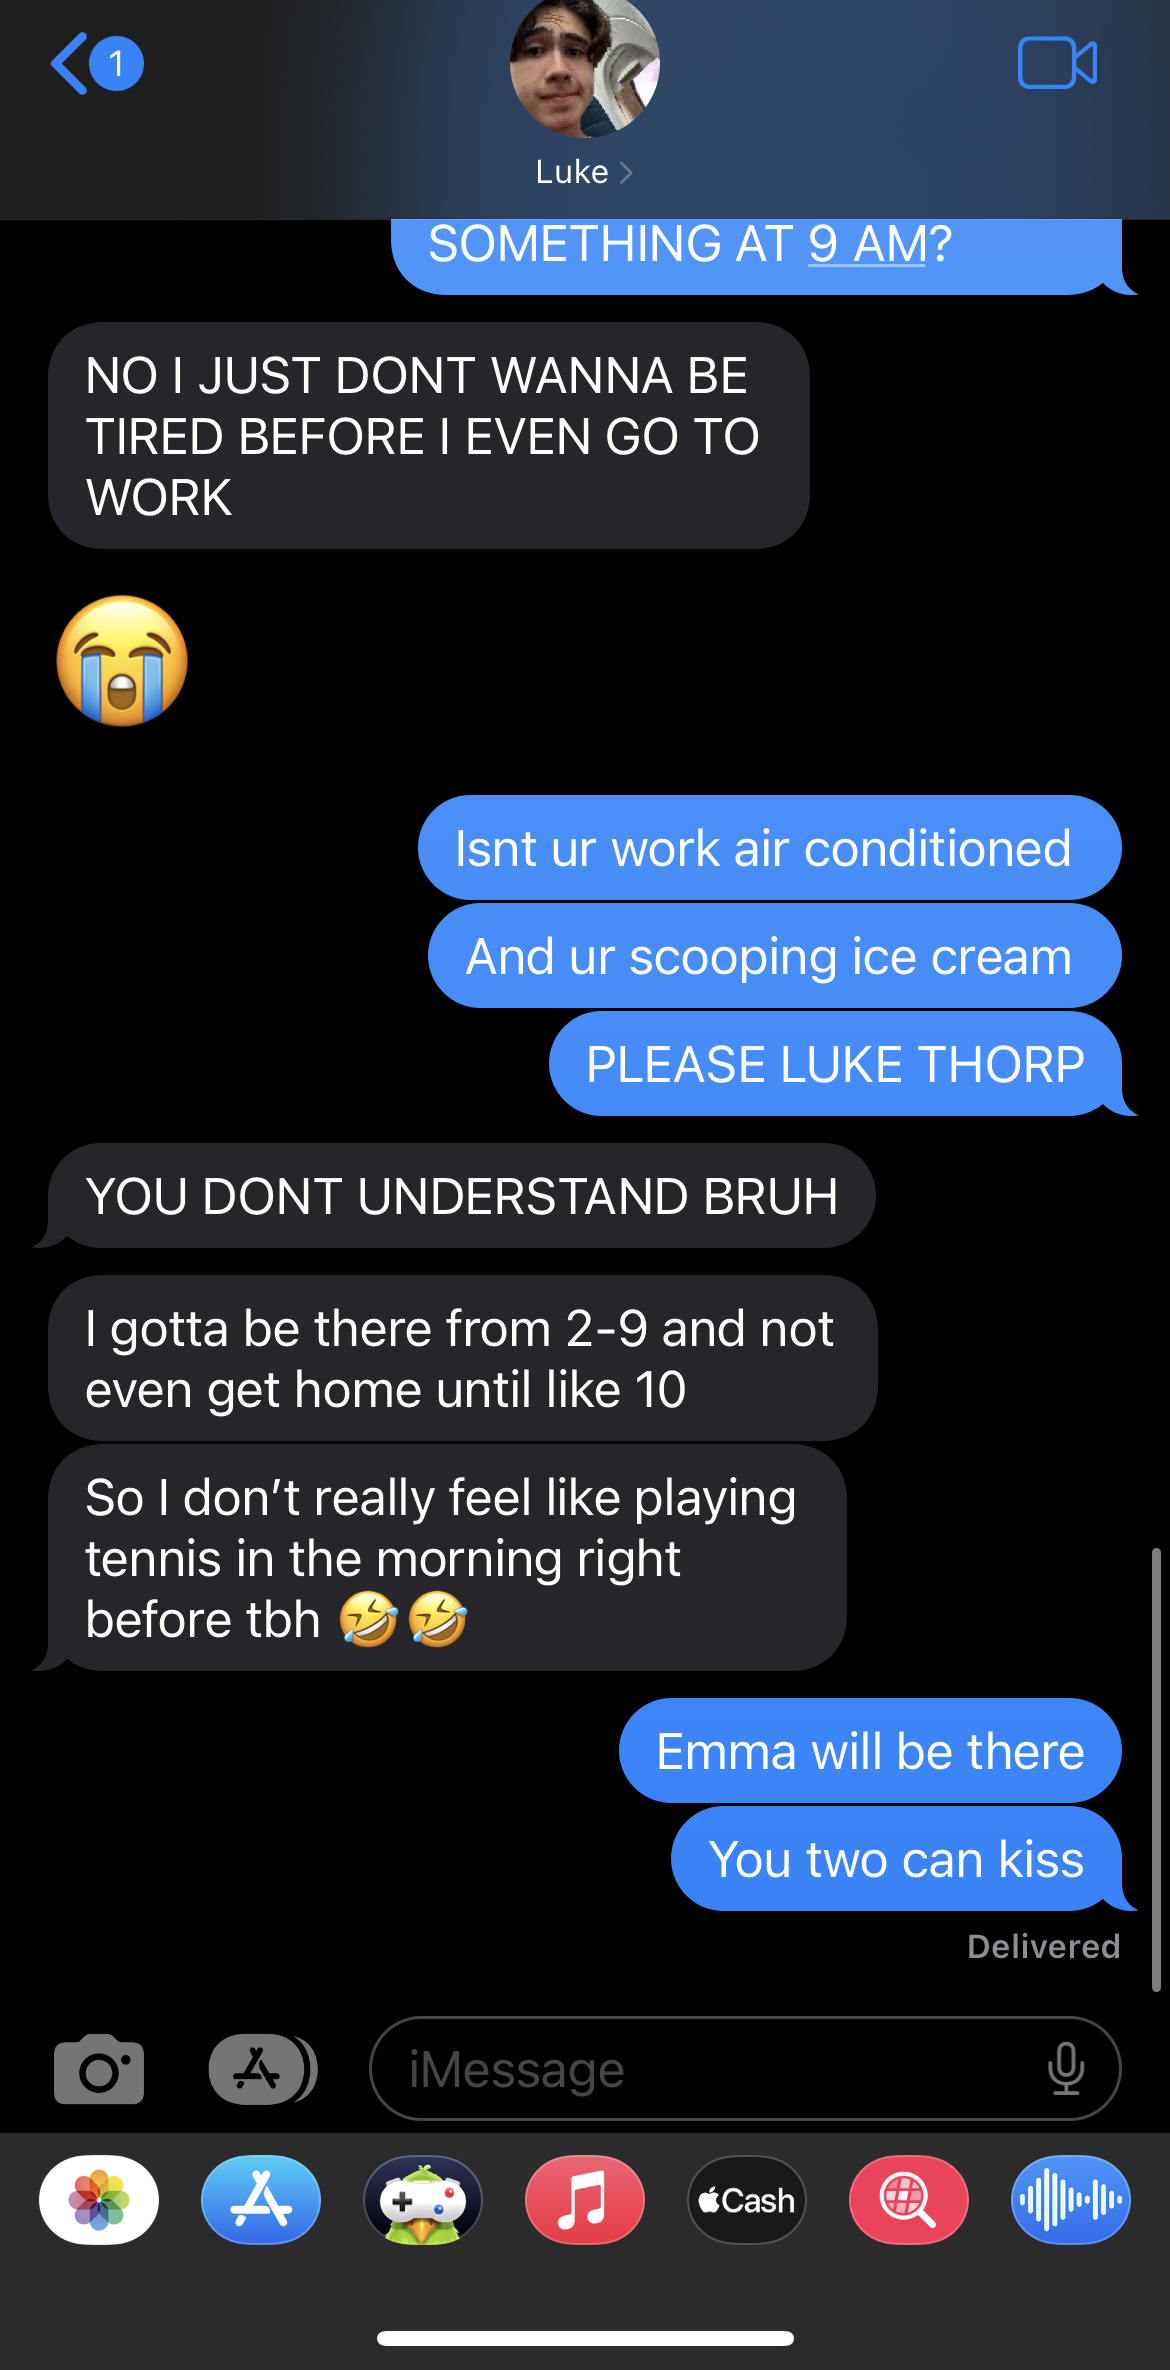 1
Luke
SOMETHING AT 9 AM?
NO I JUST DONT WANNA BE
TIRED BEFORE I EVEN GO TO
WORK
😭
Isnt ur work air conditioned
And ur scooping ice cream
PLEASE LUKE THORP
YOU DONT UNDERSTAND BRUH
I gotta be there from 2-9 and not
even get home until like 10
So I don’t really feel like playing
tennis in the morning right
before tbh 🤣🤣
Emma will be there
You two can kiss
Delivered
iMessage
Cash